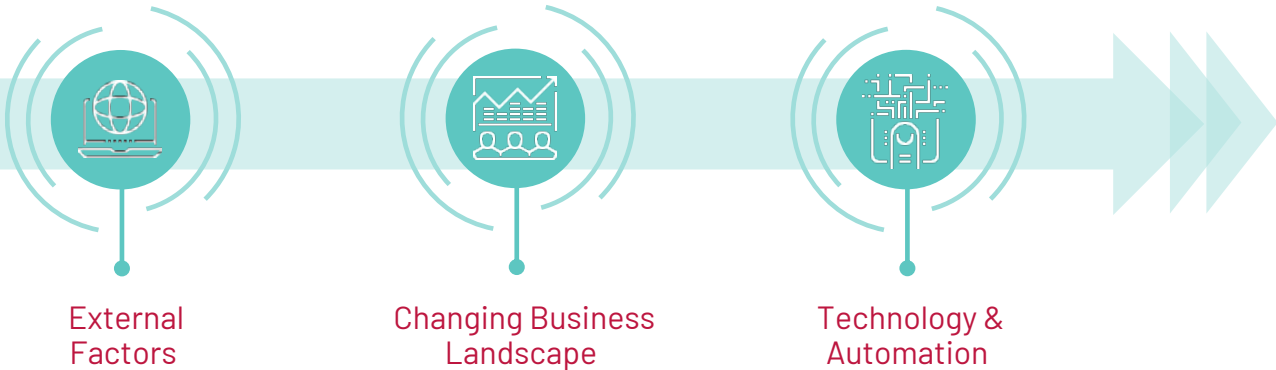 External
Factors
Changing Business
Landscape
Technology &
Automation